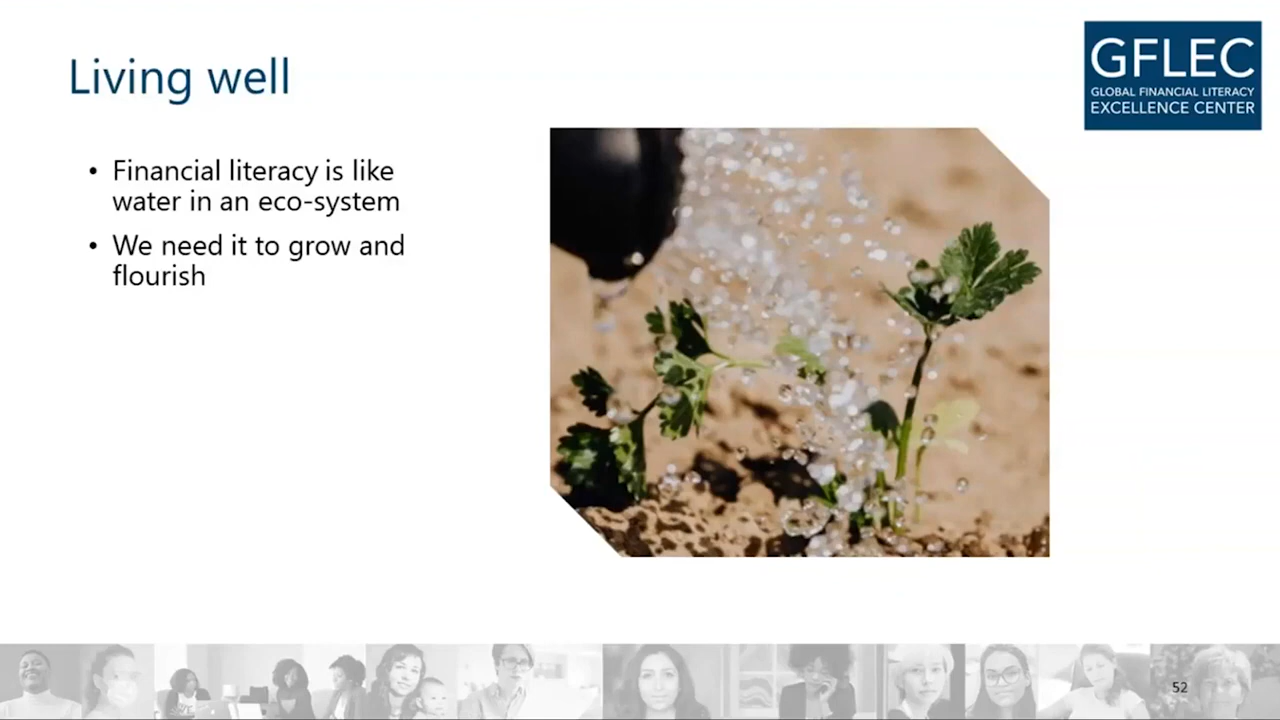 Living well
GFLEC
GLOBAL FINANCIAL LITERACY
EXCELLENCE CENTER
• Financial literacy is like
water in an eco-system
• We need it to grow and
flourish
52